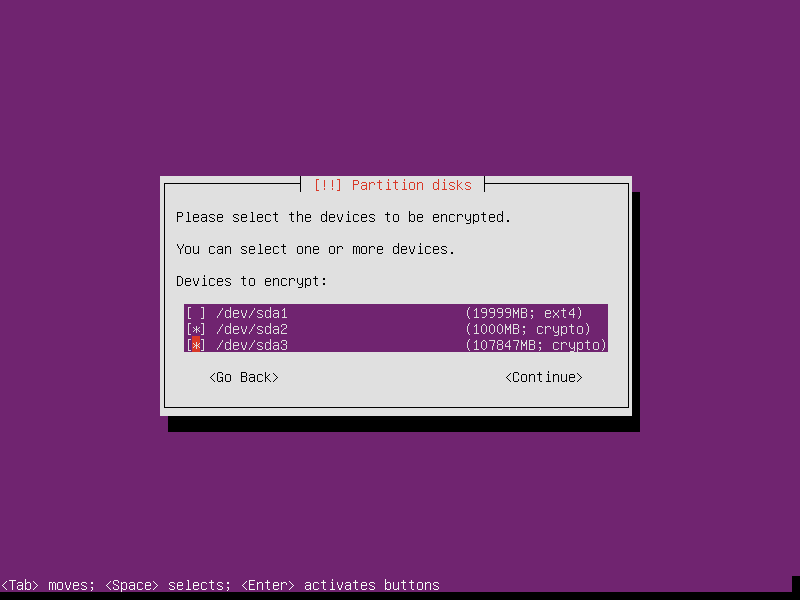 [!!] Partition disks
Please select the devices to be encrypted.
You can select one or more devices.
Devices to encrypt:
[ ] /dev/sda1 (19999MB; ext4)
[*] /dev/sda2 (1000MB; crypto)
[*] /dev/sda3 (107847MB; crypto)
<Go Back> <Continue>
<Tab> moves; <Space> selects; <Enter> activates buttons